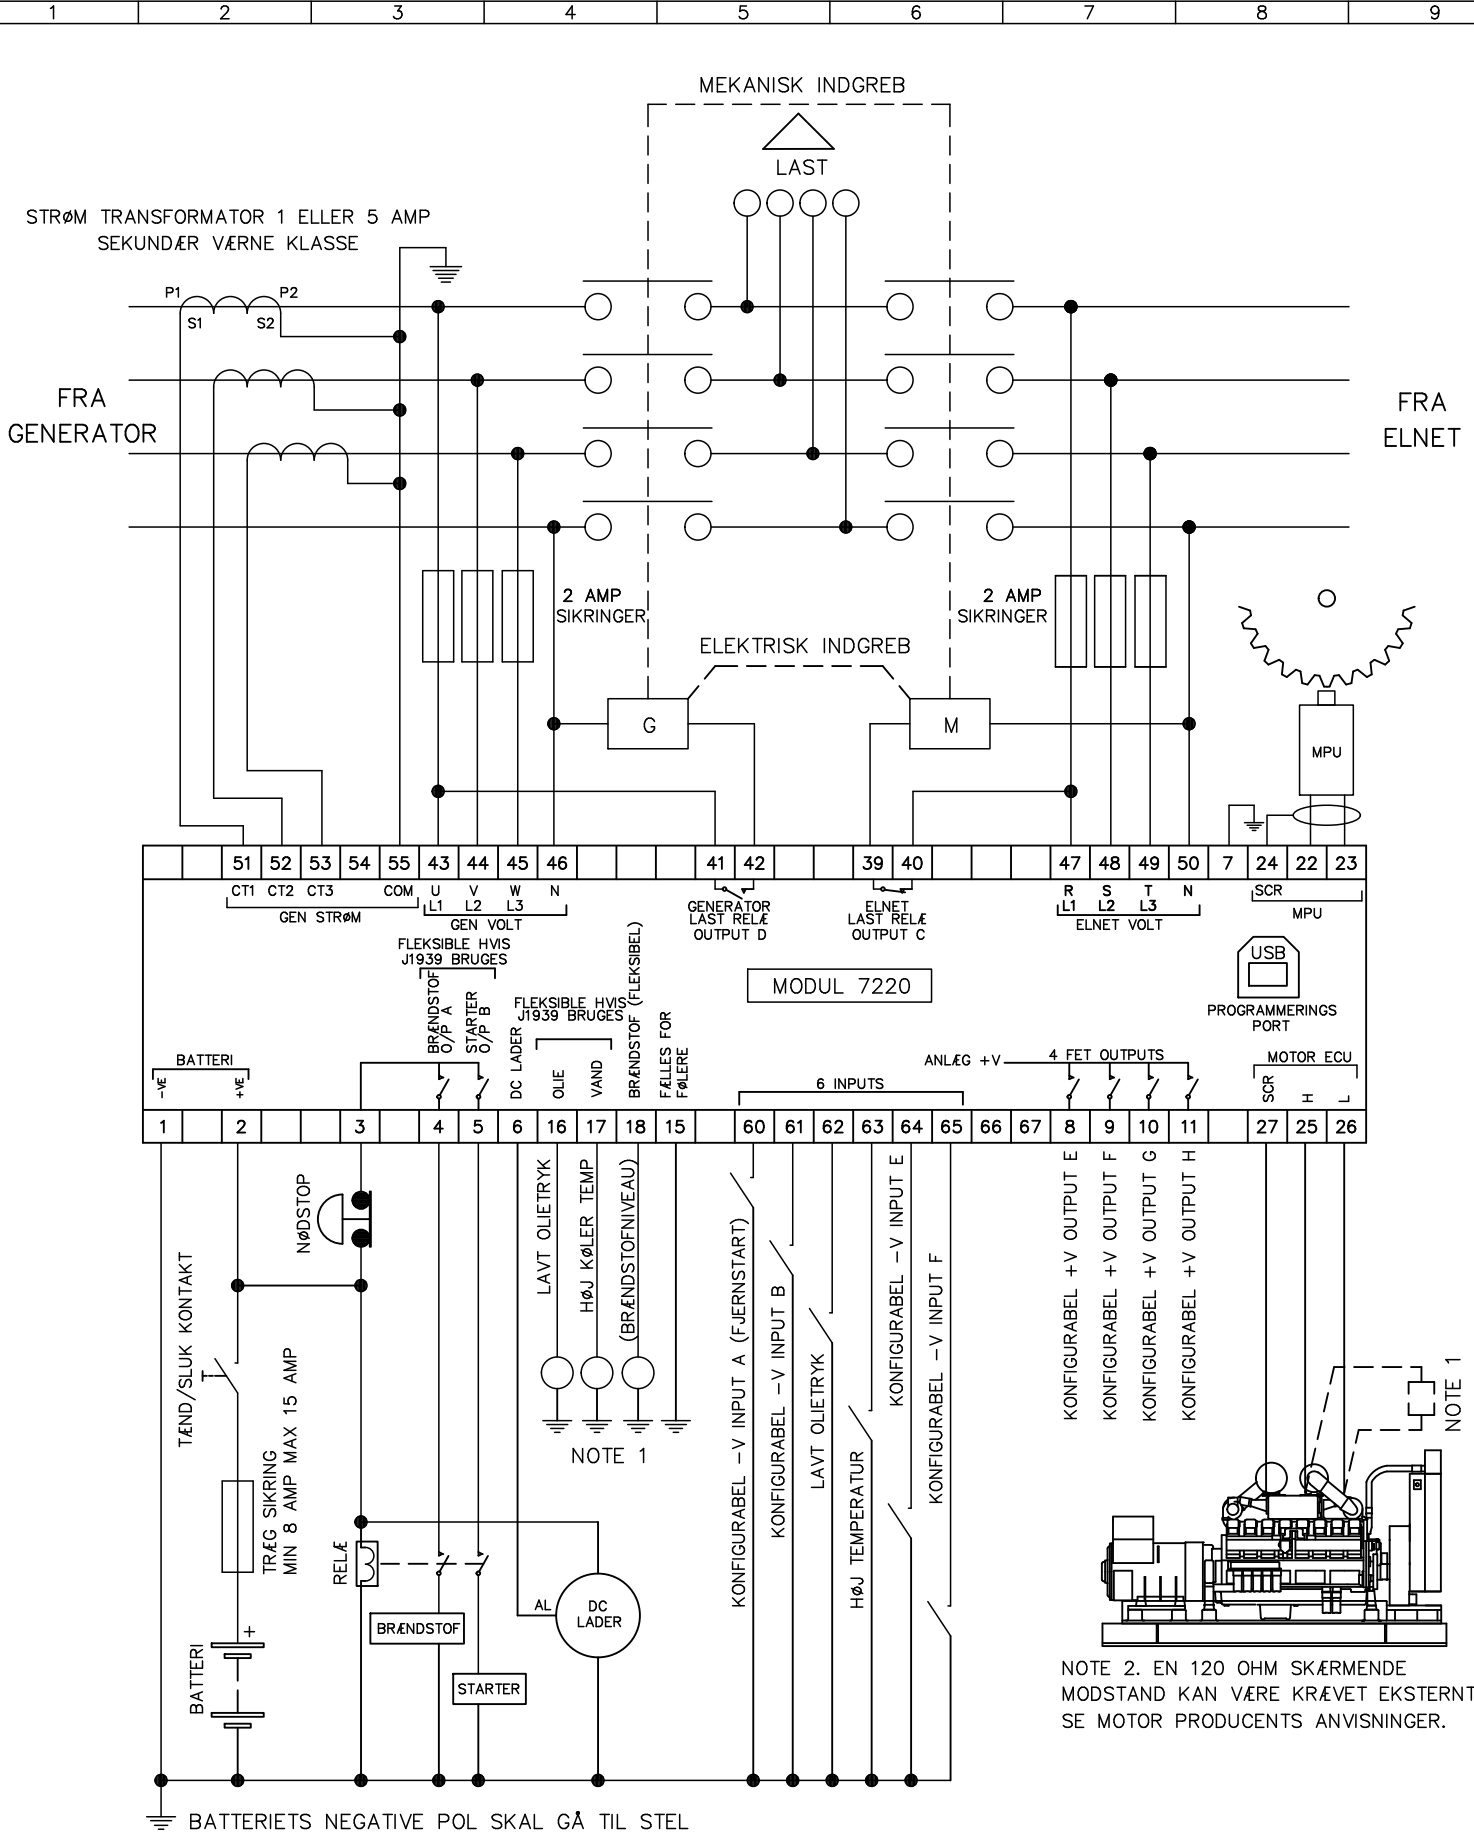 1 2 3 4 5 6 7 8 9
MEKANISK INDGREB
LAST
STRØM TRANSFORMATOR 1 ELLER 5 AMP
SEKUNDÆR VÆRNE KLASSE
P1 P2
S1 S2
FRA
GENERATOR
FRA
ELNET
2 AMP
SIKRINGER
2 AMP
SIKRINGER
ELEKTRISK INDGREB
G
M
MPU
51 52 53 54 55 43 44 45 46 41 42 39 40 47 48 49 50 7 24 22 23
CT1 CT2 CT3 COM U V W N
L1 L2 L3
GEN STRØM
GEN VOLT
GENERATOR
LAST RELÆ
OUTPUT D
ELNET
LAST RELÆ
OUTPUT C
R S T N
L1 L2 L3
ELNET VOLT
SCR
MPU
FLEKSIBLE HVIS
J1939 BRUGES
BRÆNDSTOF
O/P A
STARTER
O/P B
DC LADER
FLEKSIBLE HVIS
J1939 BRUGES
OLIE
VAND
BRÆNDSTOF (FLEKSIBEL)
FÆLLES FOR
FØLERE
MODUL 7220
USB
PROGRAMMERINGS
PORT
BATTERI
-VE
+VE
6 INPUTS
ANLÆG +V
4 FET OUTPUTS
MOTOR ECU
SCR
H
L
1 2 3 4 5 6 16 17 18 15 60 61 62 63 64 65 66 67 8 9 10 11 27 25 26
NØDSTOP
TÆND/SLUK KONTAKT
TRÆG SIKRING
MIN 8 AMP MAX 15 AMP
BATTERI
+
RELÆ
BRÆNDSTOF
STARTER
AL
DC
LADER
LAVT OLIETRYK
HØJ KØLER TEMP
(BRÆNDSTOFNIVEAU)
NOTE 1
KONFIGURABEL -V INPUT A (FJERNSTART)
KONFIGURABEL -V INPUT B
LAVT OLIETRYK
HØJ TEMPERATUR
KONFIGURABEL -V INPUT E
KONFIGURABEL -V INPUT F
KONFIGURABEL +V OUTPUT E
KONFIGURABEL +V OUTPUT F
KONFIGURABEL +V OUTPUT G
KONFIGURABEL +V OUTPUT H
NOTE 1
NOTE 2. EN 120 OHM SKÆRMENDE
MODSTAND KAN VÆRE KRÆVET EKSTERNT
SE MOTOR PRODUCENTS ANVISNINGER.
BATTERIETS NEGATIVE POL SKAL GÅ TIL STEL